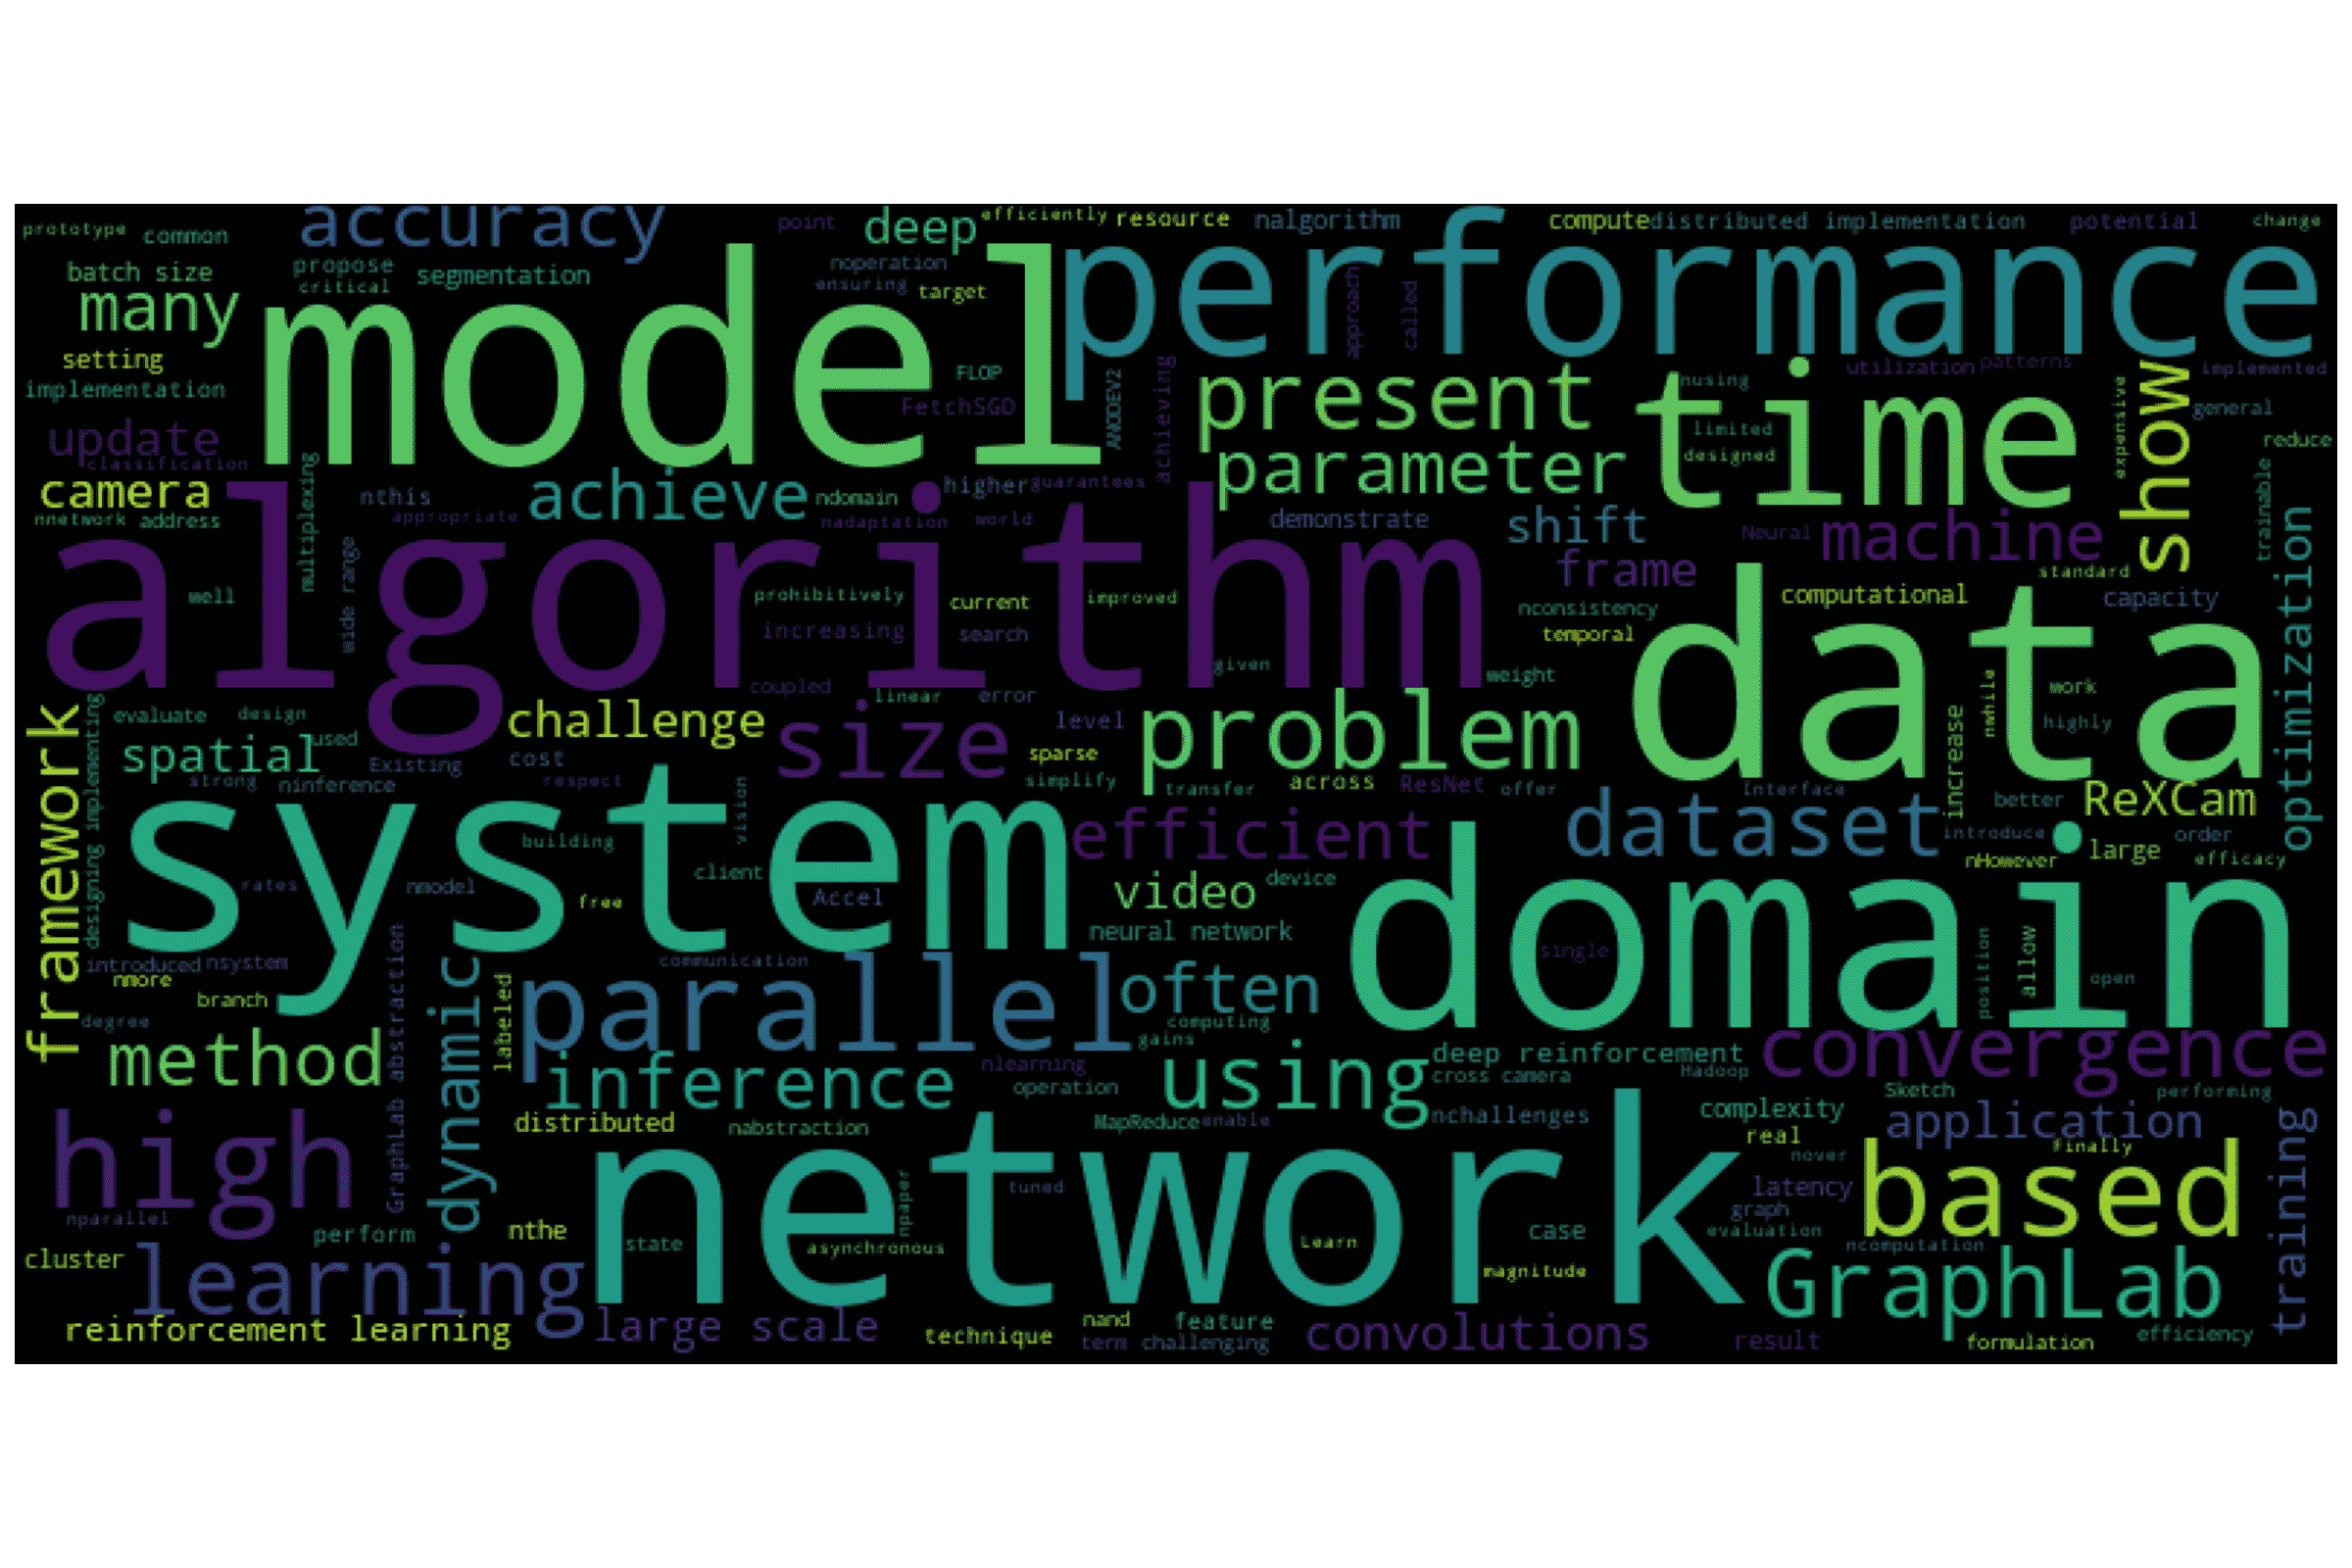 prototype common accuracy point deep efficiently resource nalgorithm compute distributed implementation potential change
batch size propose critical segmentation noperation ensuring target approach called performance
many model
setting implementation FLOP ANODEV2 achieving present time show utilization patterns implemented
update classification FetchSGD nusing limited designed expensive general reduce
camera multiplexing nthis achieve ndomain higher guarantees parameter
nnetwork address appropriate nadaptation world demonstrate shift Neural machine trainable optimization
algorithm frame standard
well wide range prohibitively current improved nconsistency computational capacity
increasing search temporal data
given
coupled linear error weight nwhile work
framework designing implementing evaluate design challenge size level problem increase highly
spatial used Existing cost sparse
strong ninference respect vision simplify transfer across ResNet offer Interface better ReXCam
system building efficient dataset introduce order
rates nmodel free client Accel video device nHowever large efficacy
neural network domain
introduced nsystem communication single position allow open
nmore branch GraphLab abstraction dynamic labeled parallel often
degree computing gains
method inference nlearning operation using deep reinforcement convergence
cross camera Hadoop Sketch performing
high distributed nabstraction MapReduce enable nchallenges complexity application training
real nover finally
network based
nparallel perform nthe state tuned npaper asynchronous Learn case latency graph evaluation
cluster learning magnitude ncomputation GraphLab
reinforcement learning large scale technique nand term challenging feature convolutions result formulation efficiency